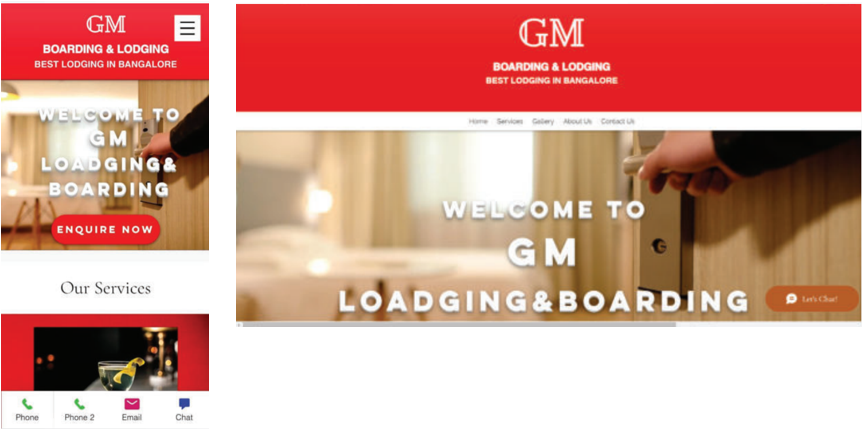 GM
BOARDING & LODGING
BEST LODGING IN BANGALORE
WELCOME TO
GM
LOADGING&
BOARDING
ENQUIRE NOW
Our Services
Phone
Phone 2
Email
Chat
GM
BOARDING & LODGING
BEST LODGING IN BANGALORE
Home Services Gallery About Us Contact Us
WELCOME TO
GM
LOADGING&BOARDING
Let's Chat!